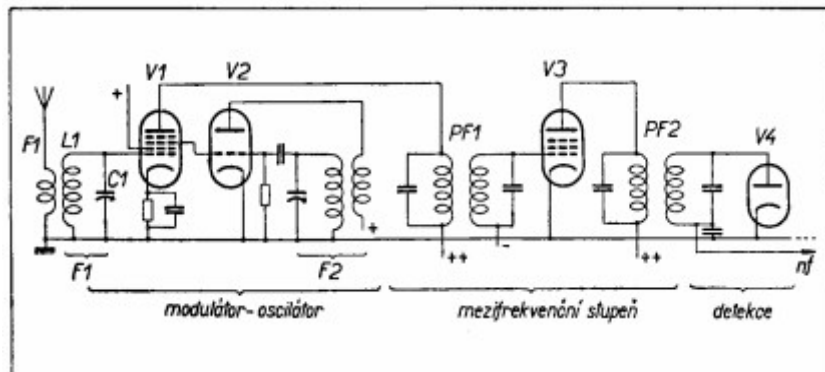 V1
V2
V3
+
F1
L1
PF1
PF2
V4
C1
+
++
-
++
nf
F1
F2
modulátor-oscilátor
mezifrekvenční stupeň
detekce